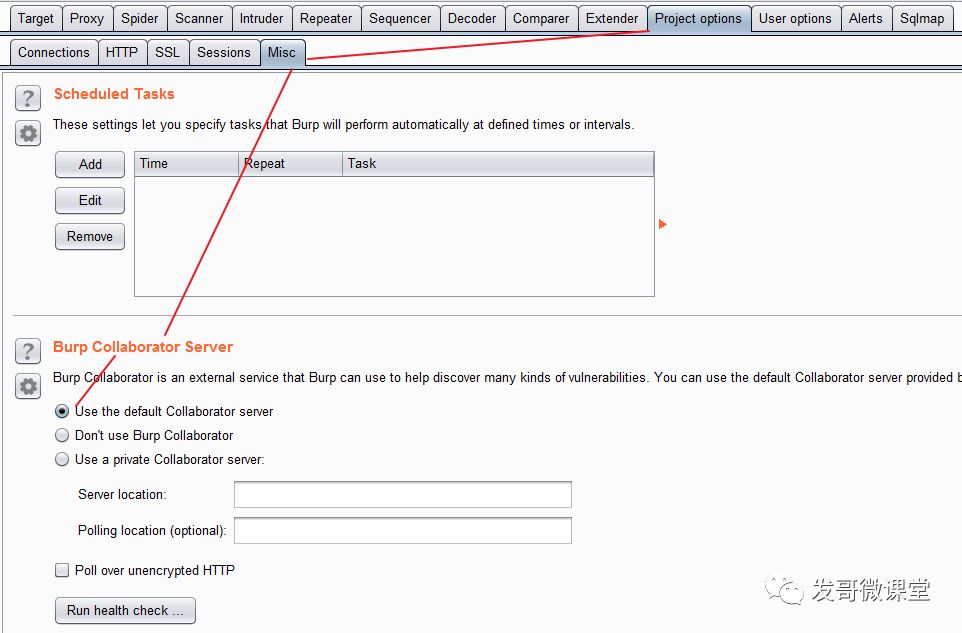 Target Proxy Spider Scanner Intruder Repeater Sequencer Decoder Comparer Extender Project options User options Alerts Sqlmap
Connections HTTP SSL Sessions Misc
? Scheduled Tasks
These settings let you specify tasks that Burp will perform automatically at defined times or intervals.
Add Time Repeat Task
Edit
Remove
? Burp Collaborator Server
Burp Collaborator is an external service that Burp can use to help discover many kinds of vulnerabilities. You can use the default Collaborator server provided b
Use the default Collaborator server
Don't use Burp Collaborator
Use a private Collaborator server:
Server location:
Polling location (optional):
Poll over unencrypted HTTP
Run health check ...
发哥微课堂